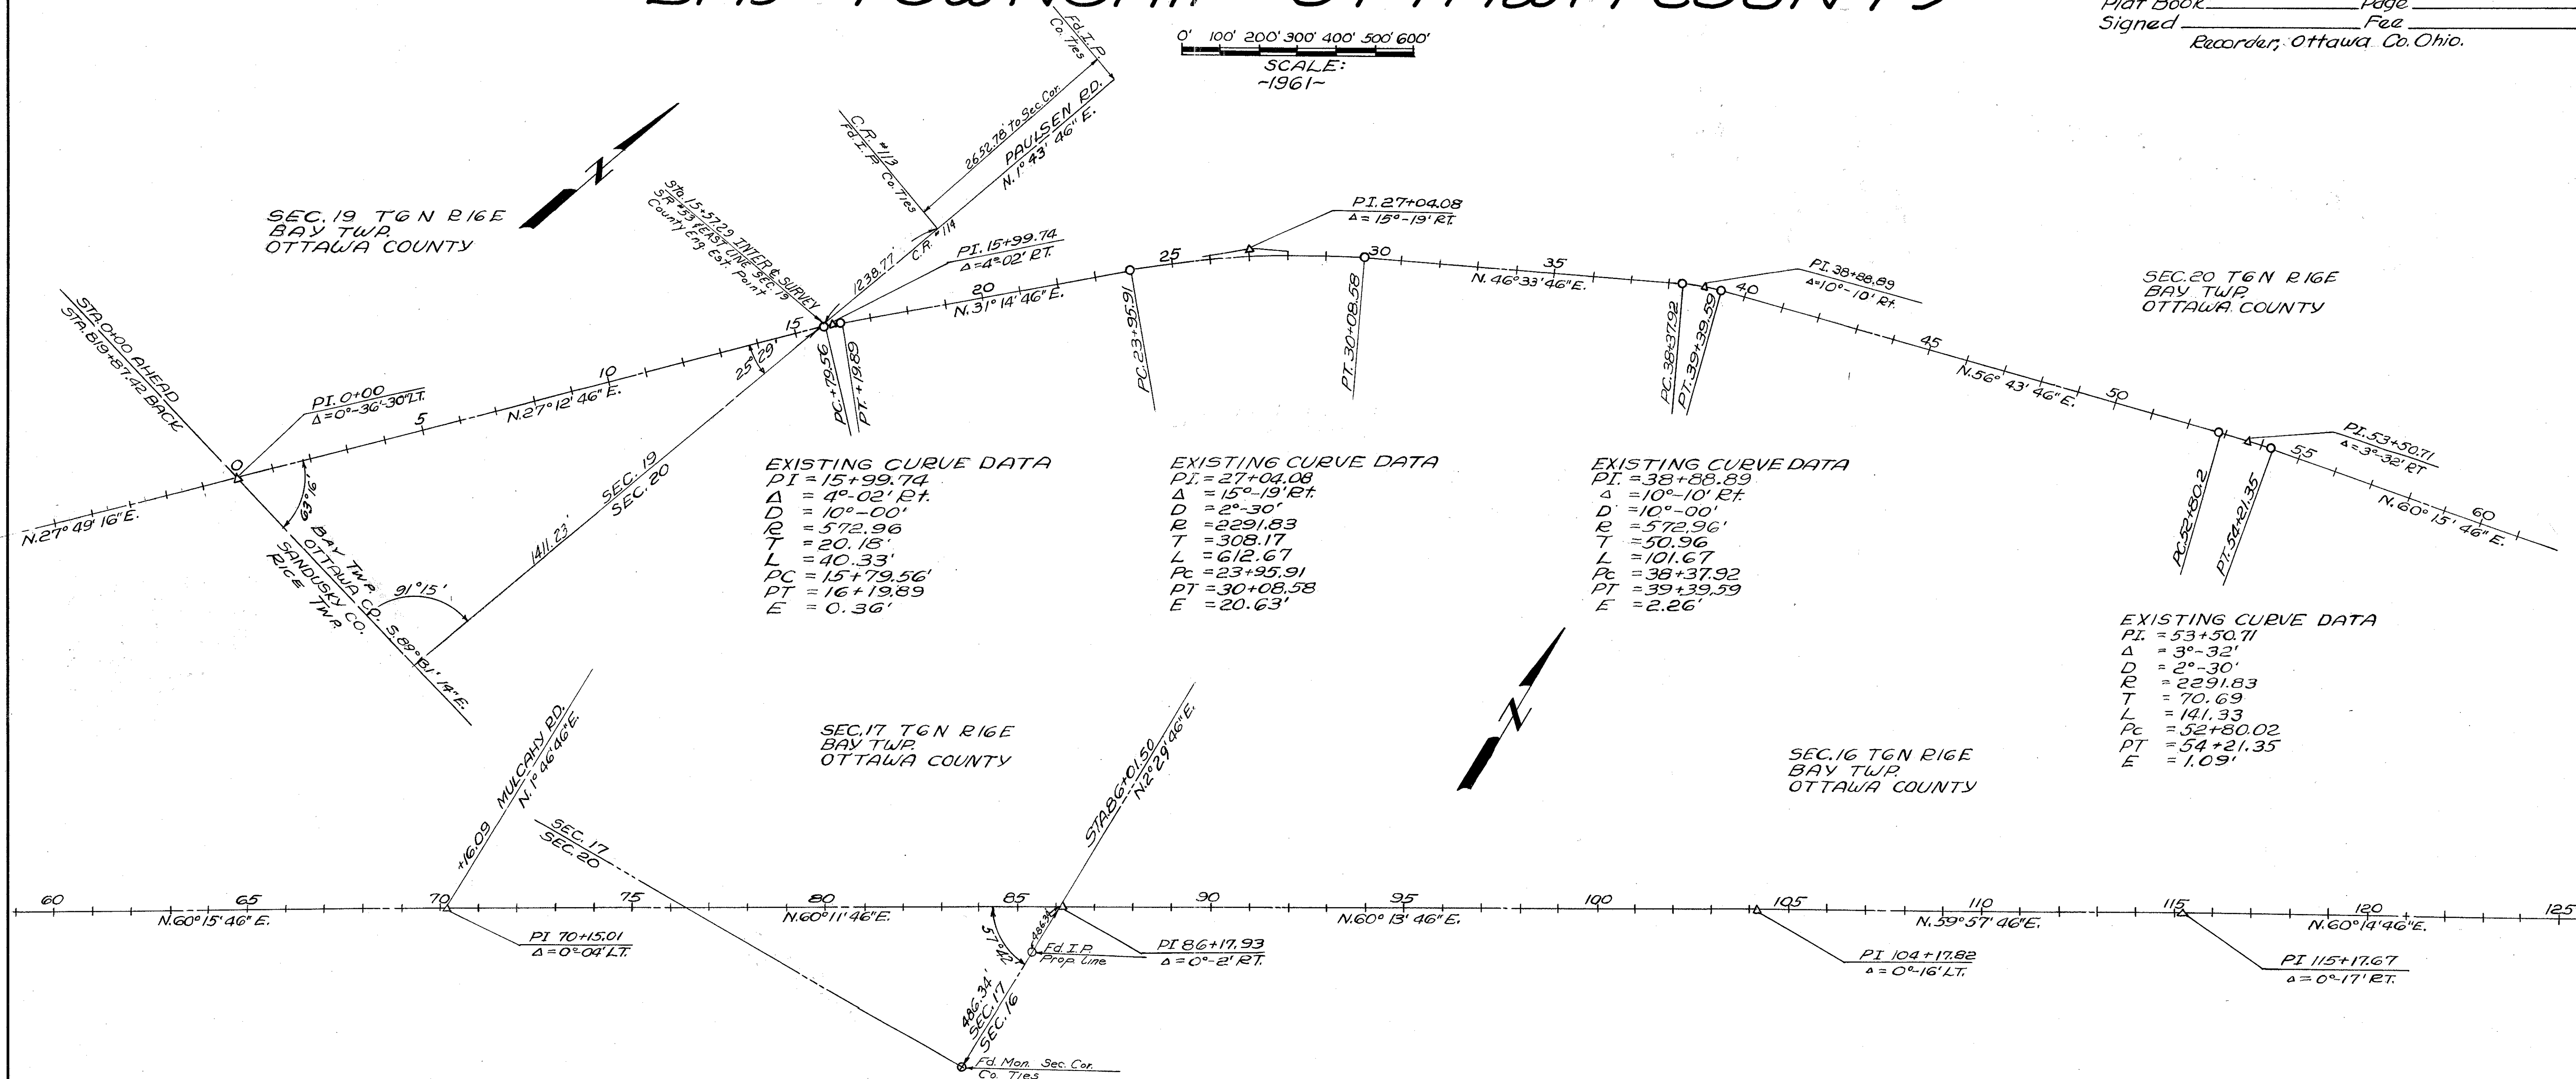 BAY TOWNSHIP OTTAWA COUNTY
Plat Book Page
Signed Fee
Recorder, Ottawa Co. Ohio.
0' 100' 200' 300' 400' 500' 600'
SCALE:
~1961~
Fd. I.P.
Co. Ties
2652.78' to Sec. Cor.
PAULSEN RD.
N. 1° 43' 46" E.
C.R. #113
Fd. I.P. Co. Ties
N
SEC. 19 T6N R16E
BAY TWP.
OTTAWA COUNTY
Sta. 15+57.29 INTER ℄ SURVEY
SR #53 & EAST LINE SEC. 19
County Eng. Est. Point
1238.77'
C.R. #114
PI. 15+99.74
Δ=4°-02' RT.
PI. 27+04.08
Δ = 15°-19' RT.
PI. 38+88.89
Δ=10°-10' Rt.
SEC. 20 T6N R16E
BAY TWP.
OTTAWA COUNTY
STA. 0+00 AHEAD
STA. 819+87.42 BACK
PI. 0+00
Δ=0°-36'-30" LT.
0
5
10
15
20
25
30
35
40
45
50
55
60
N. 27° 49' 16" E.
N. 27° 12' 46" E.
N. 31° 14' 46" E.
N. 46° 33' 46" E.
N. 56° 43' 46" E.
N. 60° 15' 46" E.
25° 29'
PC. +79.56
PT. +19.89
PC. 23+95.91
PT. 30+08.58
PC. 38+37.92
PT. 39+39.59
PC. 52+80.2
PT. 54+21.35
PI. 53+50.71
Δ=3°-32' RT
63°16'
BAY TWP.
OTTAWA CO.
SANDUSKY CO.
RICE TWP.
S. 89° 31' 14" E.
91°15'
1411.23'
SEC. 19
SEC. 20
EXISTING CURVE DATA
PI = 15+99.74
Δ = 4°-02' Rt.
D = 10°-00'
R = 572.96
T = 20.18'
L = 40.33'
PC = 15+79.56'
PT = 16+19.89
E = 0.36'
EXISTING CURVE DATA
PI. = 27+04.08
Δ = 15°-19' Rt.
D = 2°-30'
R = 2291.83
T = 308.17
L = 612.67
Pc = 23+95.91
PT = 30+08.58
E = 20.63'
EXISTING CURVE DATA
PI. = 38+88.89
Δ = 10°-10' Rt.
D = 10°-00'
R = 572.96'
T = 50.96
L = 101.67
Pc = 38+37.92
PT = 39+39.59
E = 2.26'
EXISTING CURVE DATA
PI. = 53+50.71
Δ = 3°-32'
D = 2°-30'
R = 2291.83
T = 70.69
L = 141.33
Pc = 52+80.02
PT = 54+21.35
E = 1.09'
MULCAHY RD.
N. 1° 46' 46" E.
+16.09
SEC. 17
SEC. 20
SEC. 17 T6N R16E
BAY TWP.
OTTAWA COUNTY
STA. 86+01.50
N. 2° 29' 46" E.
N
SEC. 16 T6N R16E
BAY TWP.
OTTAWA COUNTY
60 65 70 75 80 85 90 95 100 105 110 115 120 125
N. 60° 15' 46" E.
N. 60° 11' 46" E.
N. 60° 13' 46" E.
N. 59° 57' 46" E.
N. 60° 14' 46" E.
PI 70+15.01
Δ=0°-04' LT.
57°42'
Fd. I.P.
Prop. Line
PI 86+17.93
Δ=0°-2' RT.
PI 104+17.82
Δ=0°-16' LT.
PI 115+17.67
Δ=0°-17' RT.
486.34'
SEC. 17
SEC. 16
Fd. Mon. Sec. Cor.
Co. Ties